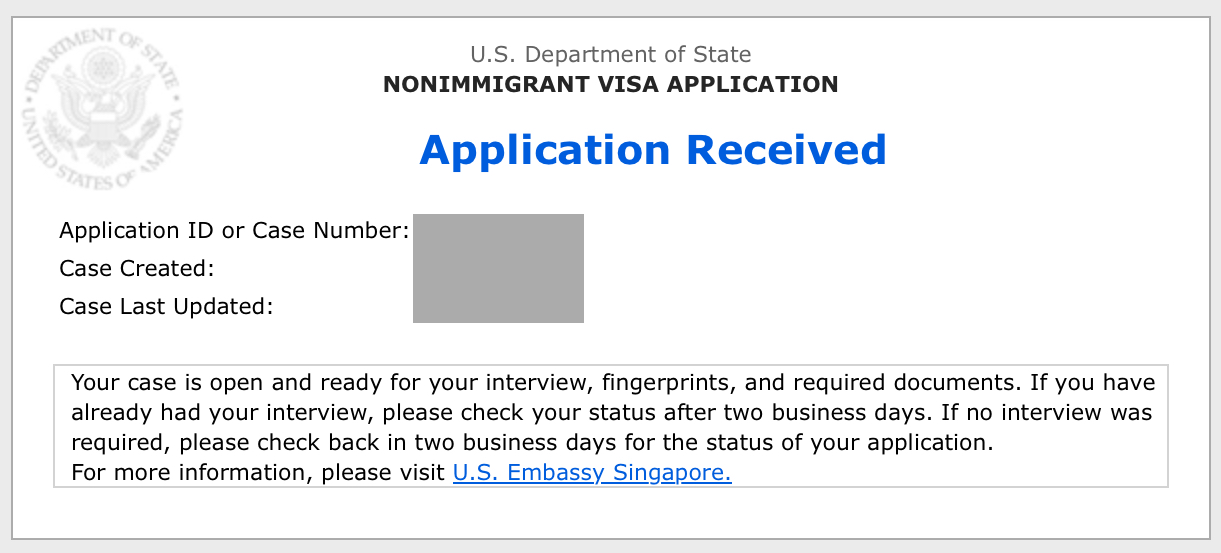 DEPARTMENT OF STATE
UNITED STATES OF AMERICA
U.S. Department of State
NONIMMIGRANT VISA APPLICATION
Application Received
Application ID or Case Number:
Case Created:
Case Last Updated:
Your case is open and ready for your interview, fingerprints, and required documents. If you have
already had your interview, please check your status after two business days. If no interview was
required, please check back in two business days for the status of your application.
For more information, please visit U.S. Embassy Singapore.